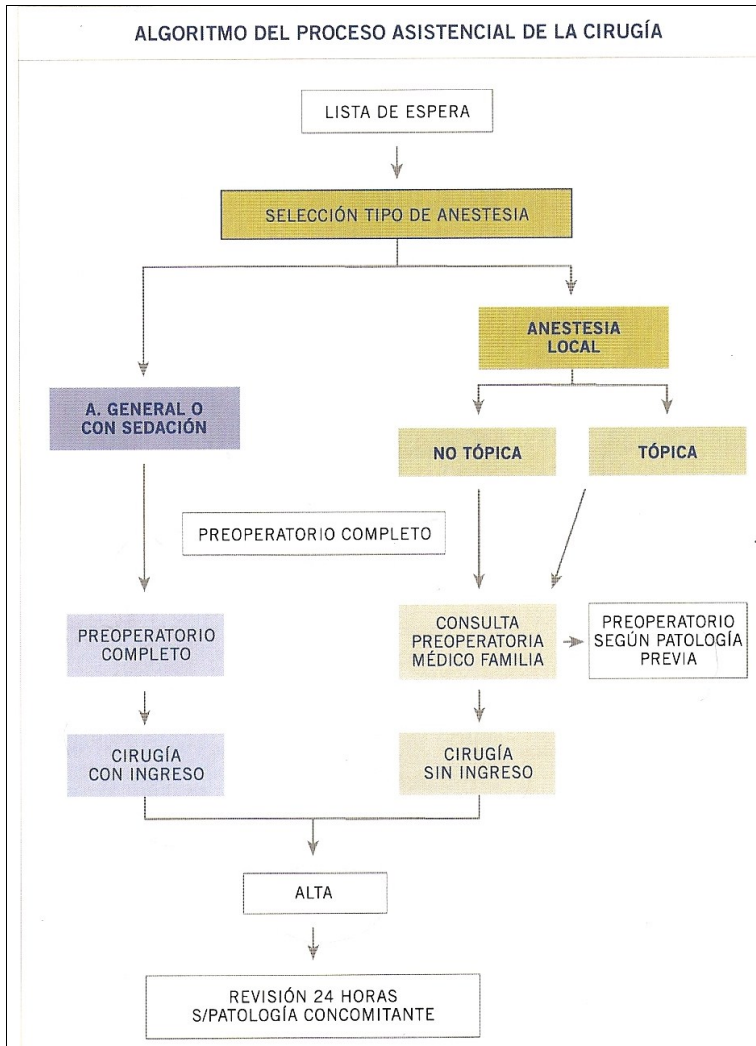 ALGORITMO DEL PROCESO ASISTENCIAL DE LA CIRUGÍA
LISTA DE ESPERA
SELECCIÓN TIPO DE ANESTESIA
ANESTESIA
LOCAL
A. GENERAL O
CON SEDACIÓN
NO TÓPICA
TÓPICA
PREOPERATORIO COMPLETO
PREOPERATORIO
COMPLETO
CONSULTA
PREOPERATORIA
MÉDICO FAMILIA
PREOPERATORIO
SEGÚN PATOLOGÍA
PREVIA
CIRUGÍA
CON INGRESO
CIRUGÍA
SIN INGRESO
ALTA
REVISIÓN 24 HORAS
S/PATOLOGÍA CONCOMITANTE